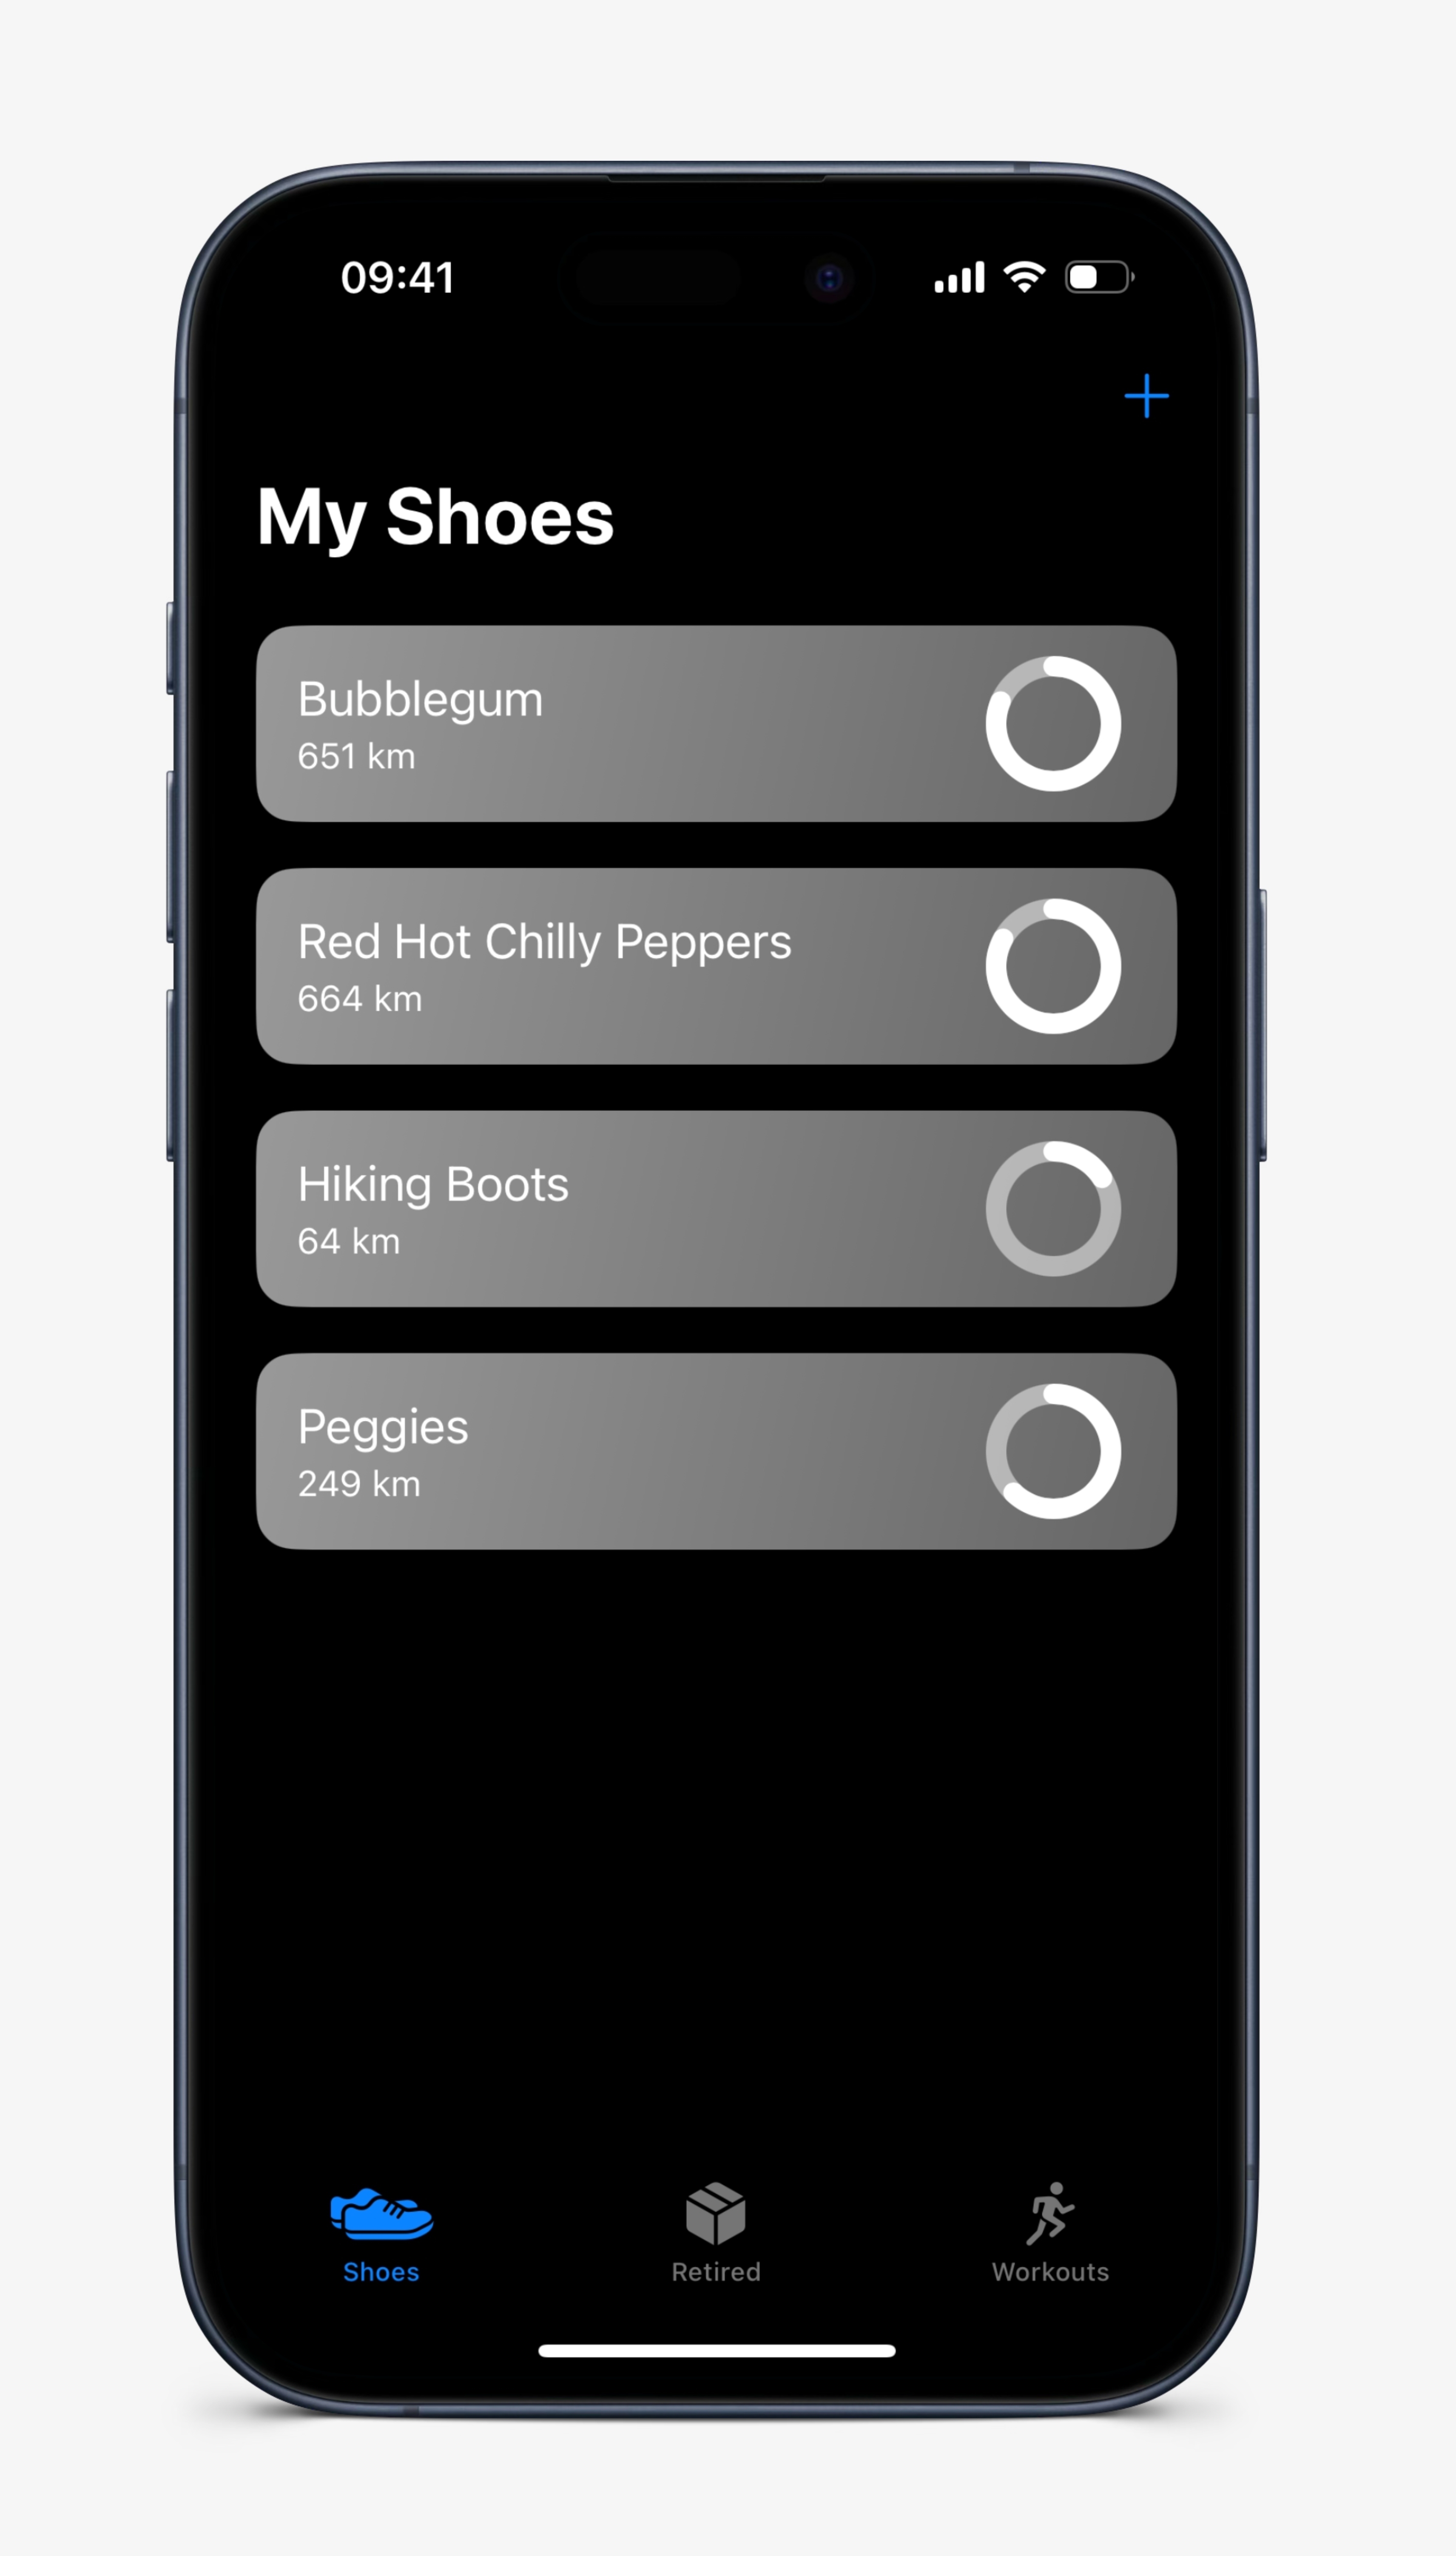 09:41
My Shoes
Bubblegum
651 km
Red Hot Chilly Peppers
664 km
Hiking Boots
64 km
Peggies
249 km
Shoes
Retired
Workouts